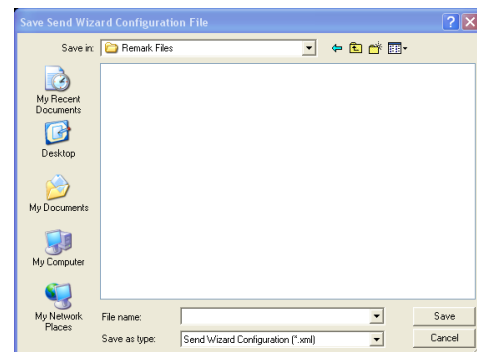 Save Send Wizard Configuration File
Save in:
Remark Files
My Recent
Documents
Desktop
My Documents
My Computer
My Network
Places
File name:
Save
Save as type:
Send Wizard Configuration (*.xml)
Cancel